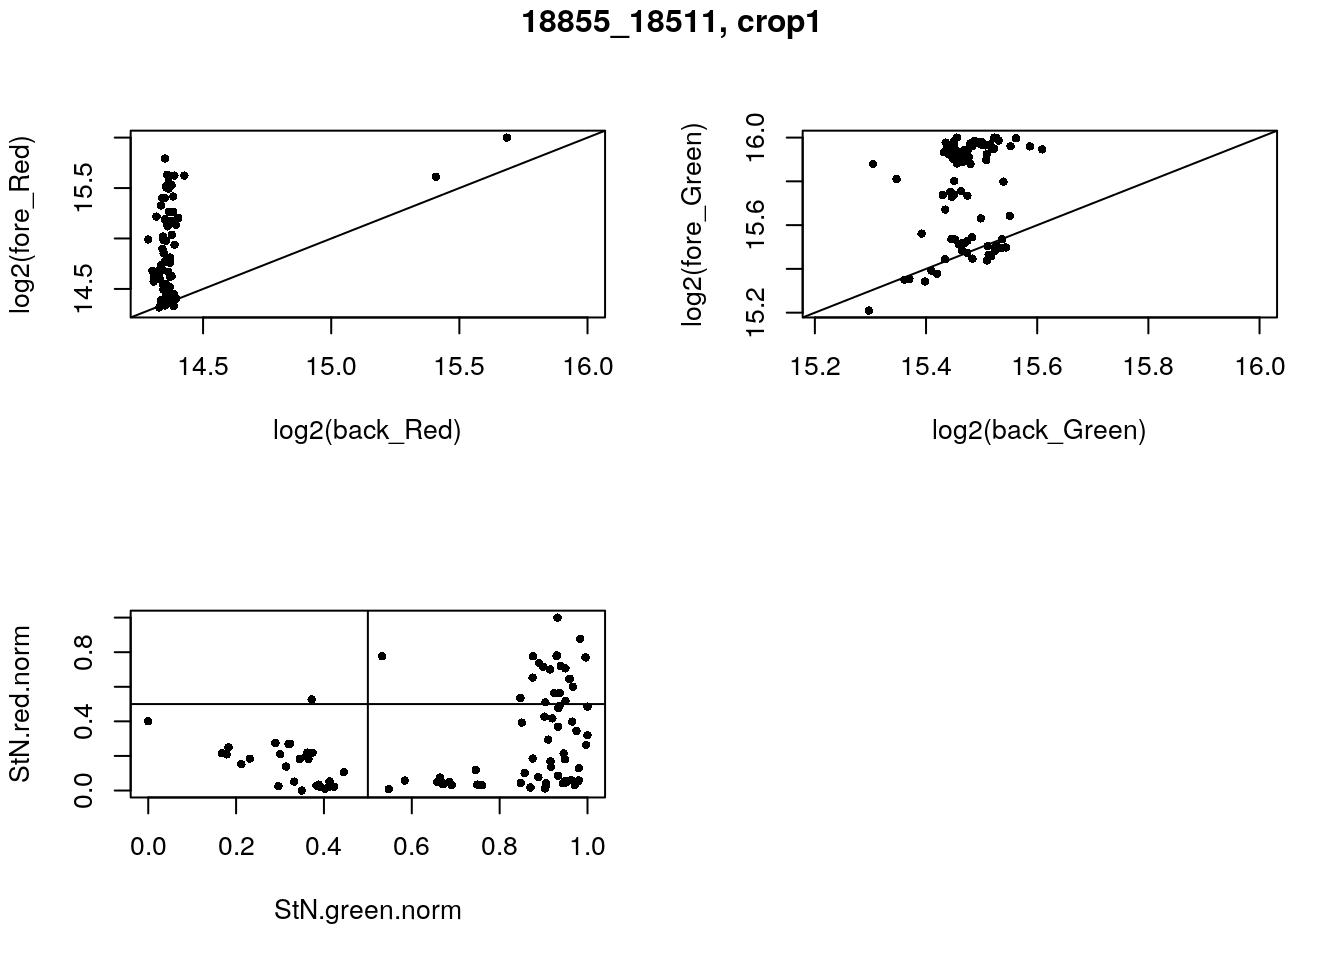 18855_18511, crop1
log2(fore_Red)
15.5
14.5
14.5 15.0 15.5 16.0
log2(back_Red)
log2(fore_Green)
16.0
15.6
15.2
15.2 15.4 15.6 15.8 16.0
log2(back_Green)
StN.red.norm
0.8
0.4
0.0
0.0 0.2 0.4 0.6 0.8 1.0
StN.green.norm